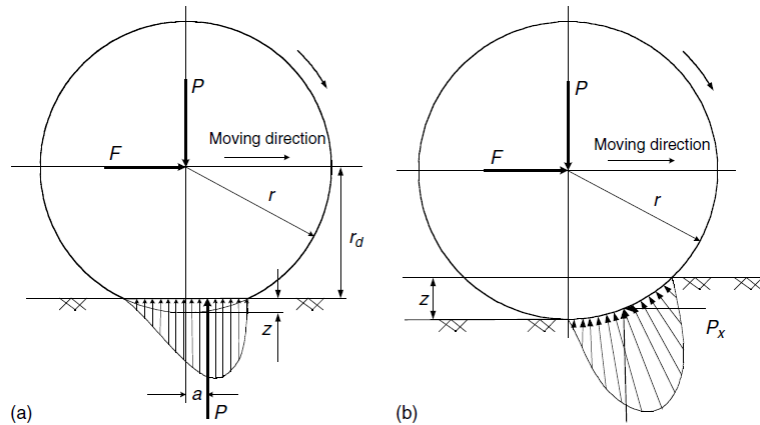 P
F
Moving direction
r
r_d
z
a
P
(a)
P
F
Moving direction
r
z
P_x
(b)